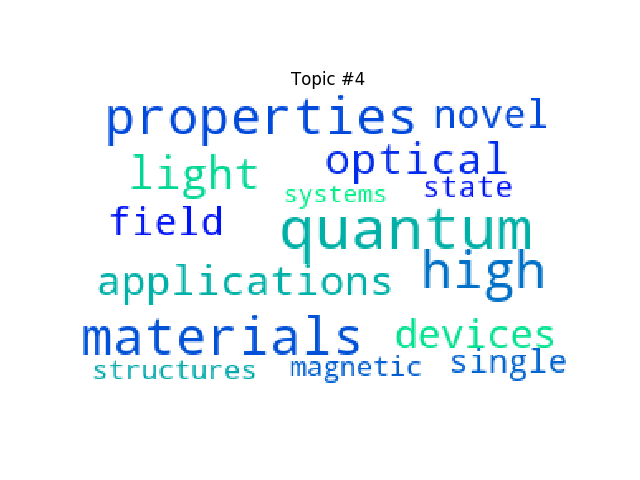 Topic #4
properties novel
light optical
systems state
field quantum
applications high
materials devices
structures magnetic single